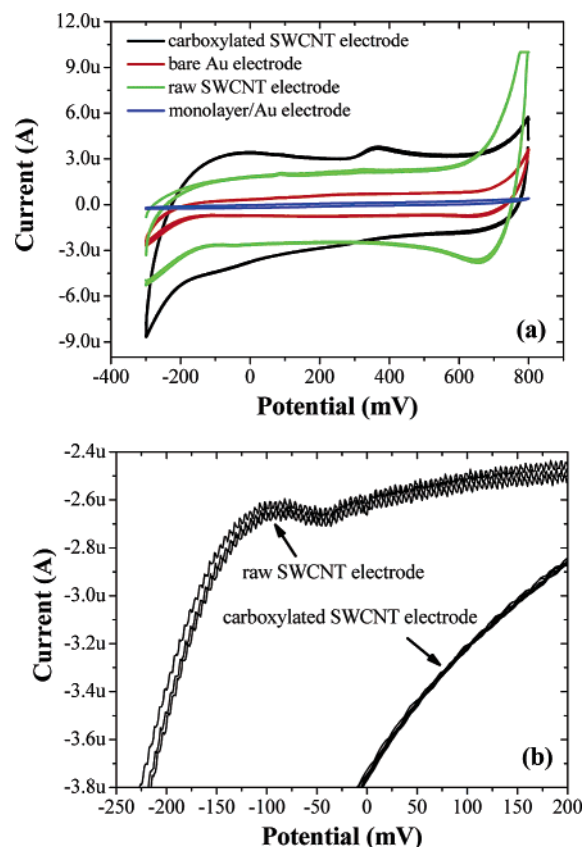 12.0u
9.0u
6.0u
3.0u
0.0
-3.0u
-6.0u
-9.0u
Current (A)
carboxylated SWCNT electrode
bare Au electrode
raw SWCNT electrode
monolayer/Au electrode
(a)
-400 -200 0 200 400 600 800
Potential (mV)
-2.4u
-2.6u
-2.8u
-3.0u
-3.2u
-3.4u
-3.6u
-3.8u
Current (A)
raw SWCNT electrode
carboxylated SWCNT electrode
(b)
-250 -200 -150 -100 -50 0 50 100 150 200
Potential (mV)